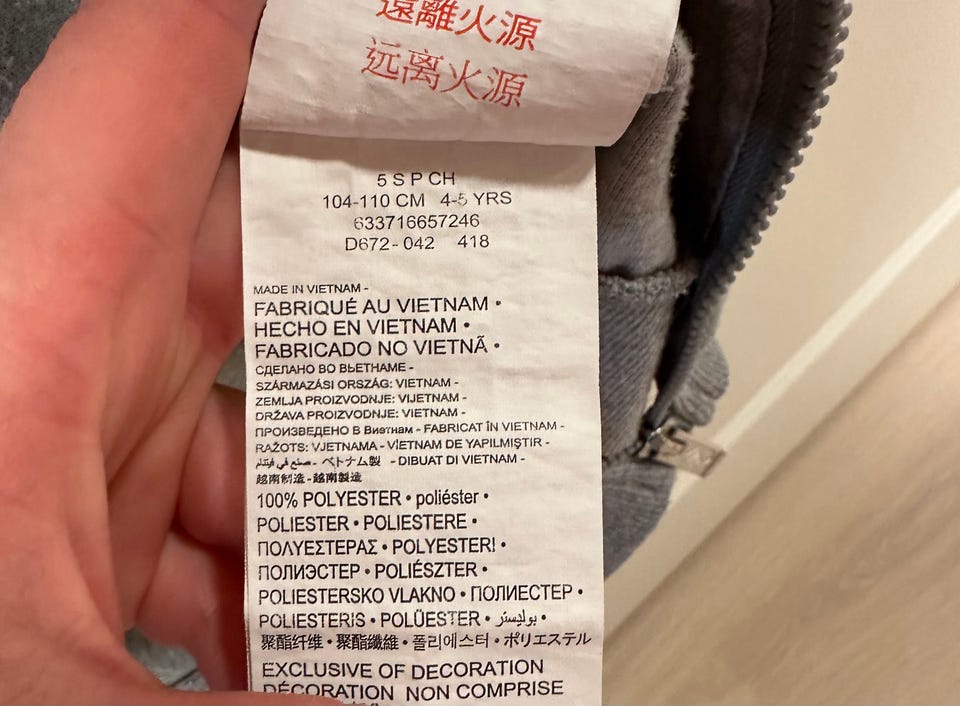 遠離火源
远离火源
5 S P CH
104-110 CM 4-5 YRS
633716657246
D672-042 418
MADE IN VIETNAM -
FABRIQUÉ AU VIETNAM •
HECHO EN VIETNAM •
FABRICADO NO VIETNÃ •
СДЕЛАНО ВО ВЬЕТНАМЕ -
SZÁRMAZÁSI ORSZÁG: VIETNAM -
ZEMLJA PROIZVODNJE: VIJETNAM -
DRŽAVA PROIZVODNJE: VIETNAM -
ПРОИЗВЕДЕНО В Виэтнам - FABRICAT ÎN VIETNAM -
RAŽOTS: VJETNAMA - VİETNAM DE YAPILMIŞTIR -
صنع في فيتنام - ベトナム製 - DIBUAT DI VIETNAM -
越南制造 - 越南製造
100% POLYESTER • poliéster •
POLIESTER • POLIESTERE •
ΠΟΛΥΕΣΤΕΡΑΣ • POLYESTERI •
ПОЛИЭСТЕР • POLIÉSZTER •
POLIESTERSKO VLAKNO • ПОЛИЕСТЕР •
POLIESTERIS • POLÜESTER • بوليستر •
聚酯纤维 • 聚酯纖維 • 폴리에스터 • ポリエステル
EXCLUSIVE OF DECORATION
DÉCORATION NON COMPRISE